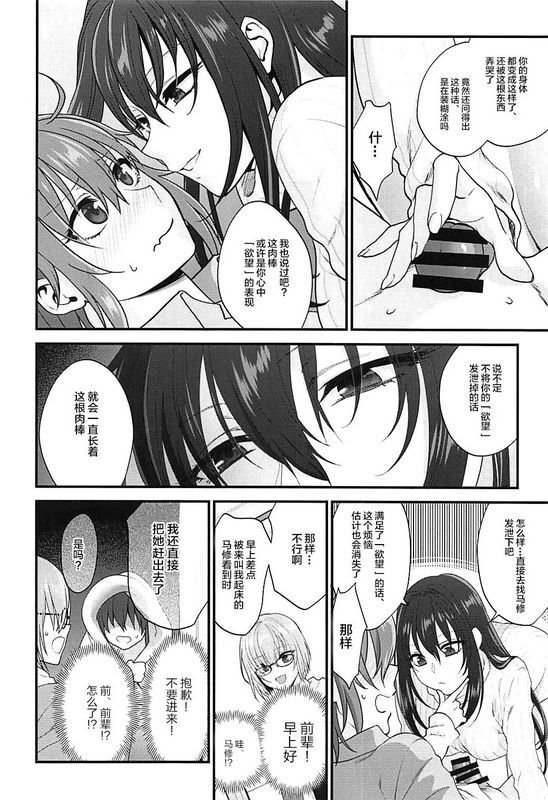 你的身体
都变成这样了、
还被这根东西
弄哭了
竟然还问得出
这种话、
是在装糊涂吗
什…
我也说过吧？
这肉棒
或许是你心中
「欲望」的表现
说不定
不将你的「欲望」
发泄掉的话
就会一直长着
这根肉棒
怎么样…直接去找马修
发泄下吧
满足了「欲望」的话、
这个烦恼
估计也会消失了
那样
那样…
不行啊
早上差点
被来叫我起床的
马修看到时
前辈！
早上好
哇、
马修!?
我还直接
把她赶出去了
是吗？
抱歉！
不要进来！
前、前辈!?
怎么了!?